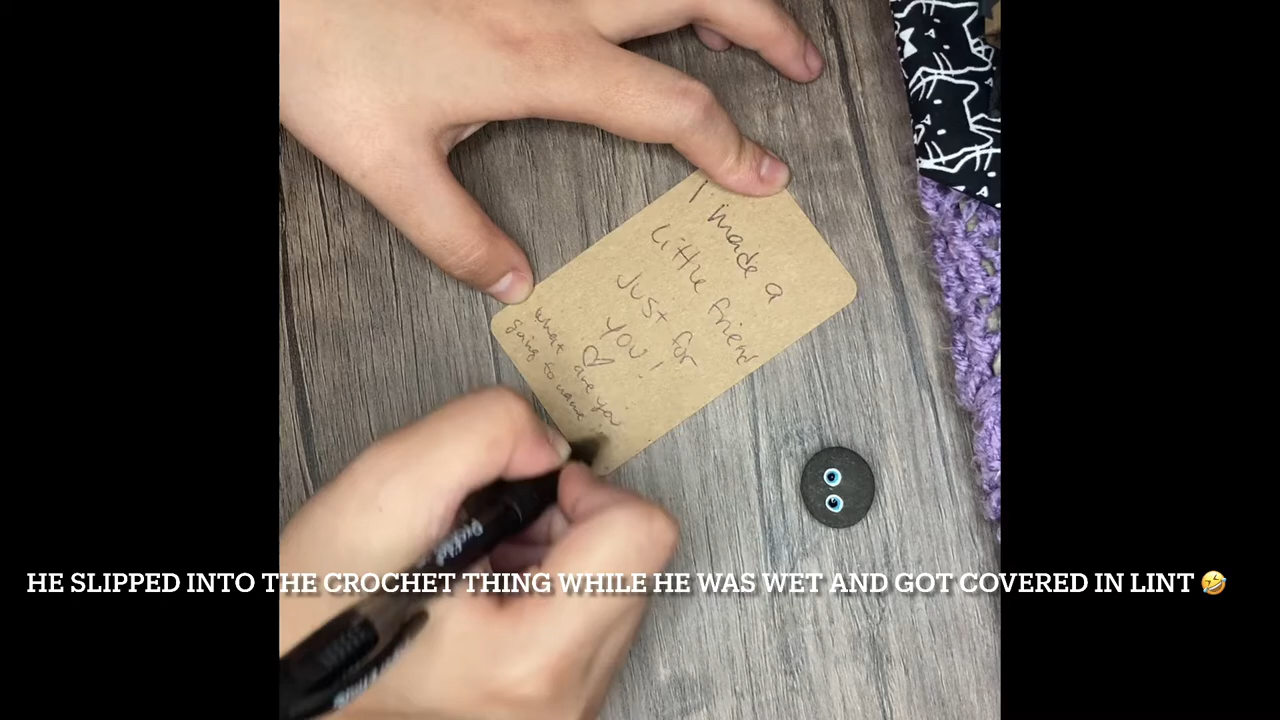 I made a
little friend
just for
you!
what are you
going to name
HE SLIPPED INTO THE CROCHET THING WHILE HE WAS WET AND GOT COVERED IN LINT 🤣